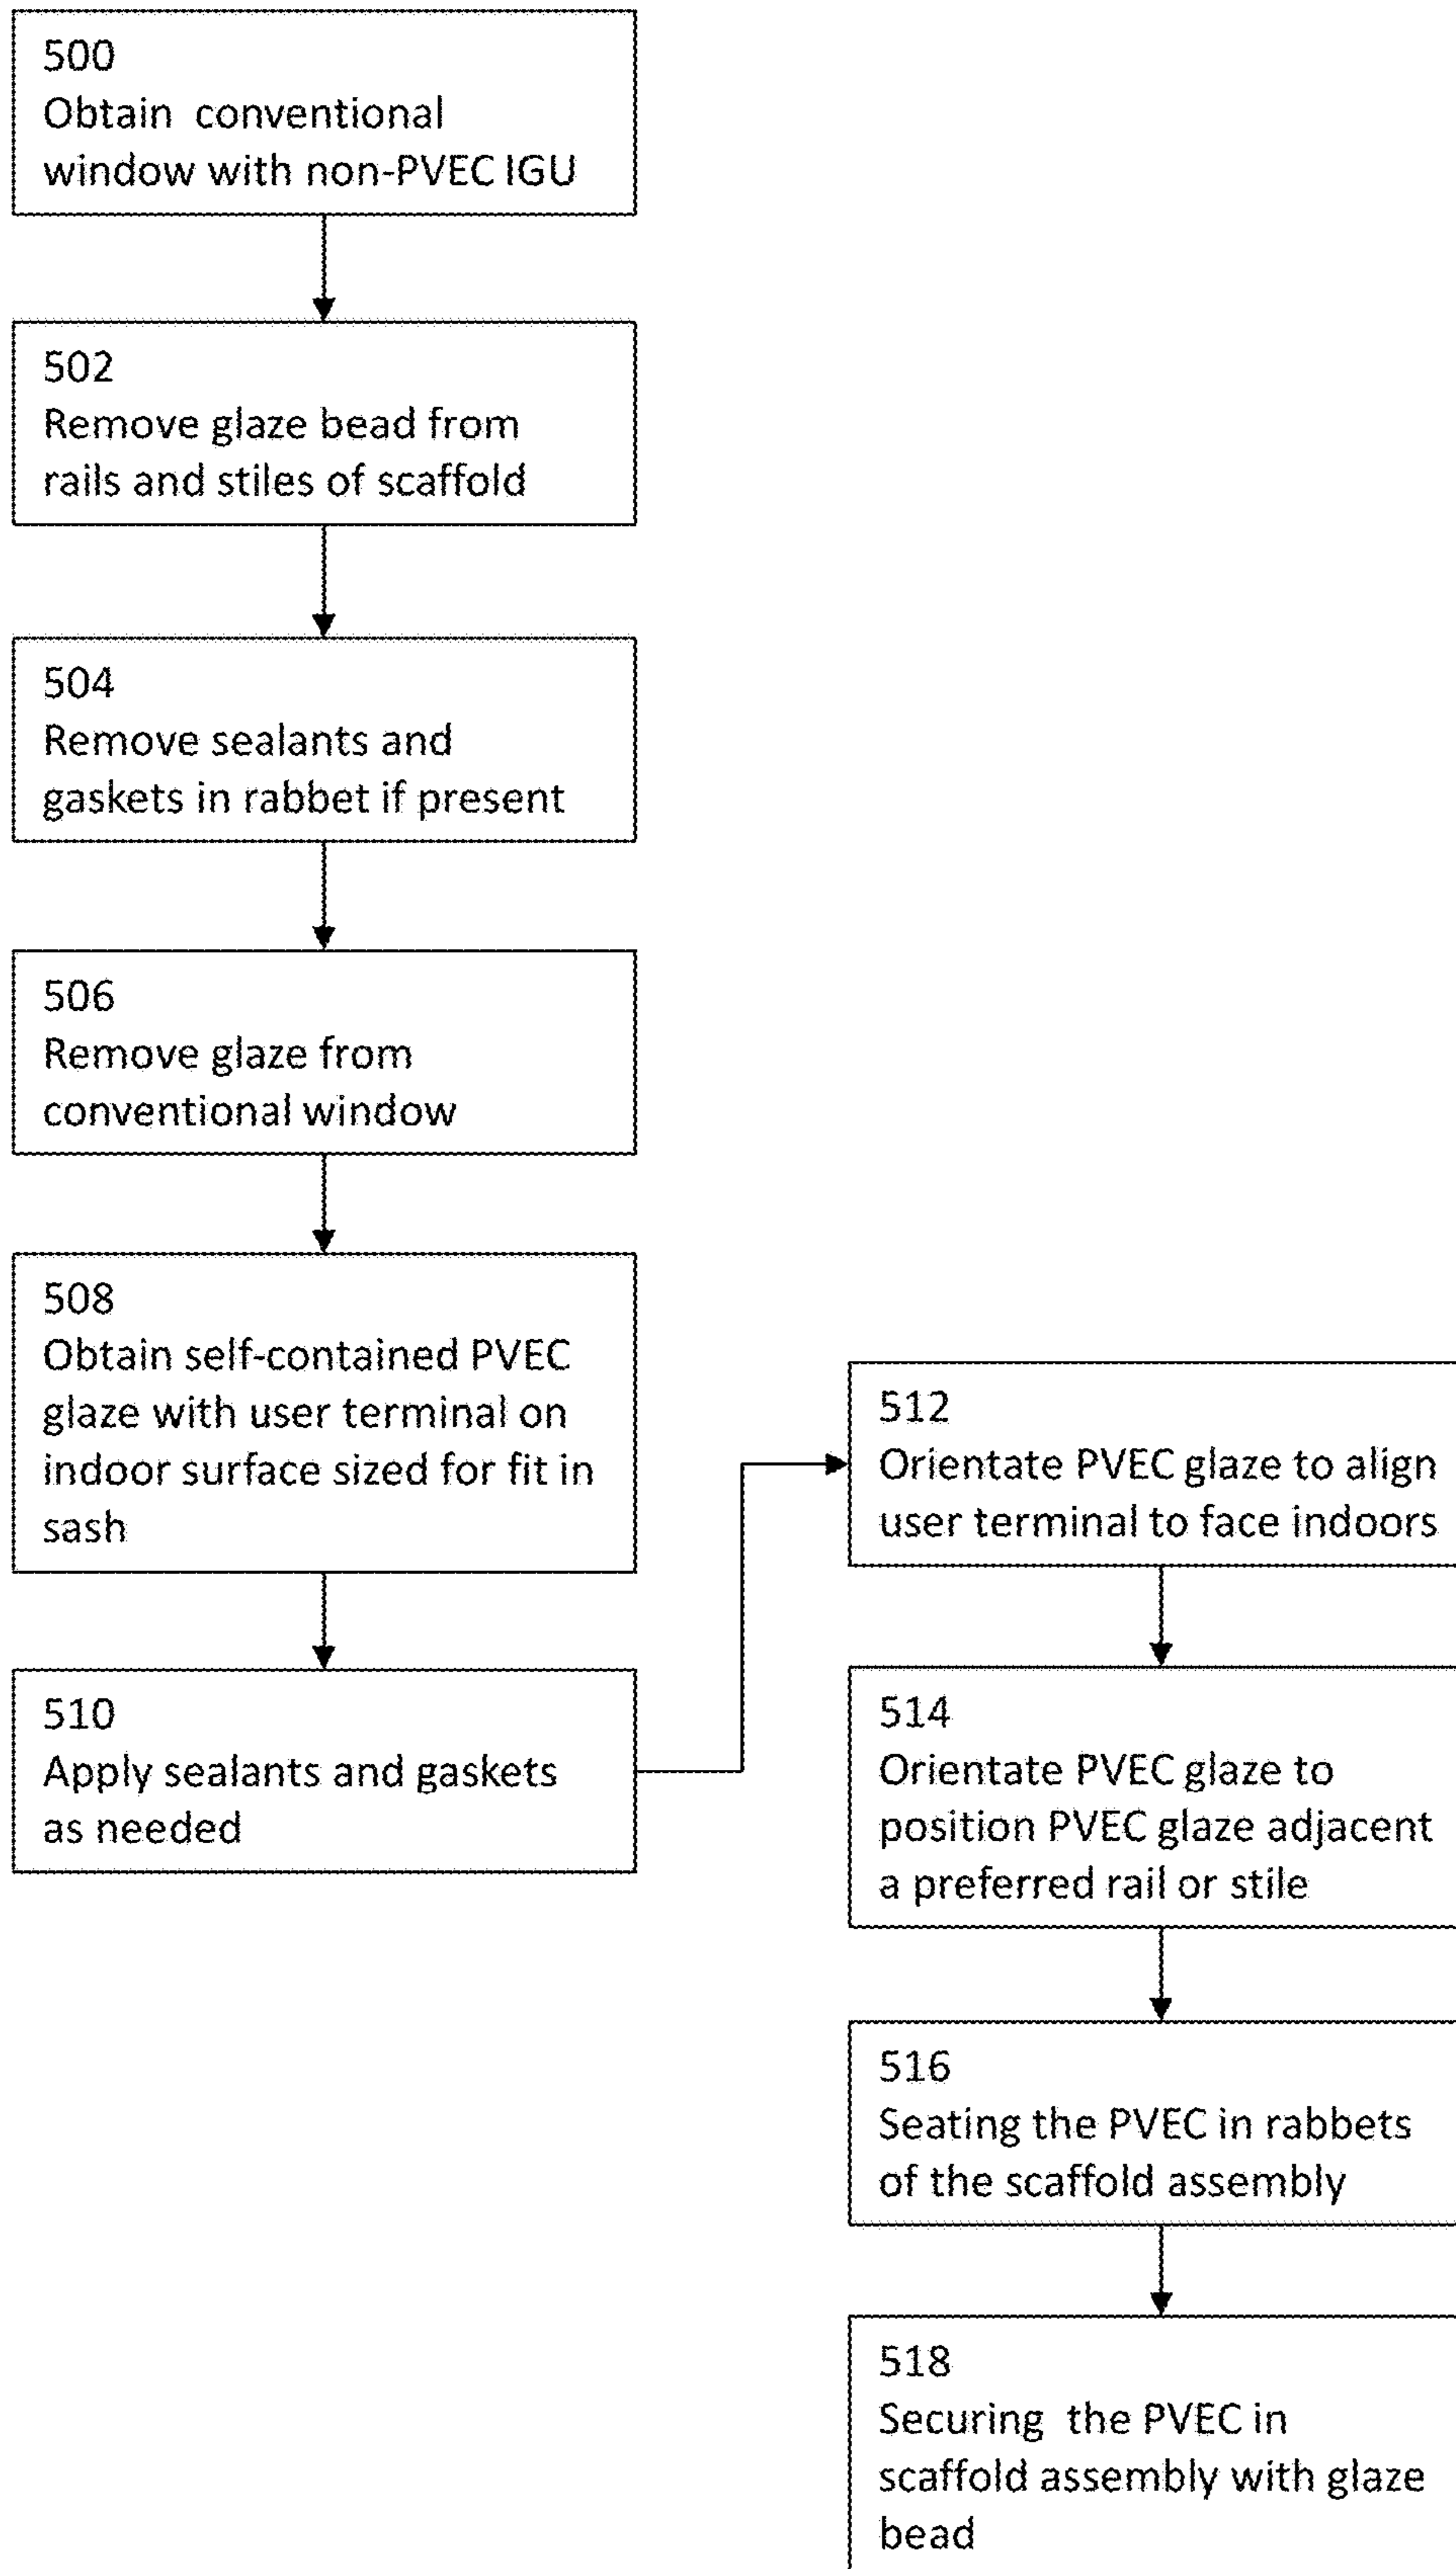 500
Obtain conventional
window with non-PVEC IGU
502
Remove glaze bead from
rails and stiles of scaffold
504
Remove sealants and
gaskets in rabbet if present
506
Remove glaze from
conventional window
508
Obtain self-contained PVEC
glaze with user terminal on
indoor surface sized for fit in
sash
510
Apply sealants and gaskets
as needed
512
Orientate PVEC glaze to align
user terminal to face indoors
514
Orientate PVEC glaze to
position PVEC glaze adjacent
a preferred rail or stile
516
Seating the PVEC in rabbets
of the scaffold assembly
518
Securing the PVEC in
scaffold assembly with glaze
bead